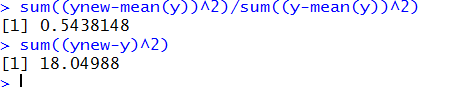 > sum((ynew-mean(y))^2)/sum((y-mean(y))^2)
[1] 0.5438148
> sum((ynew-y)^2)
[1] 18.04988
>